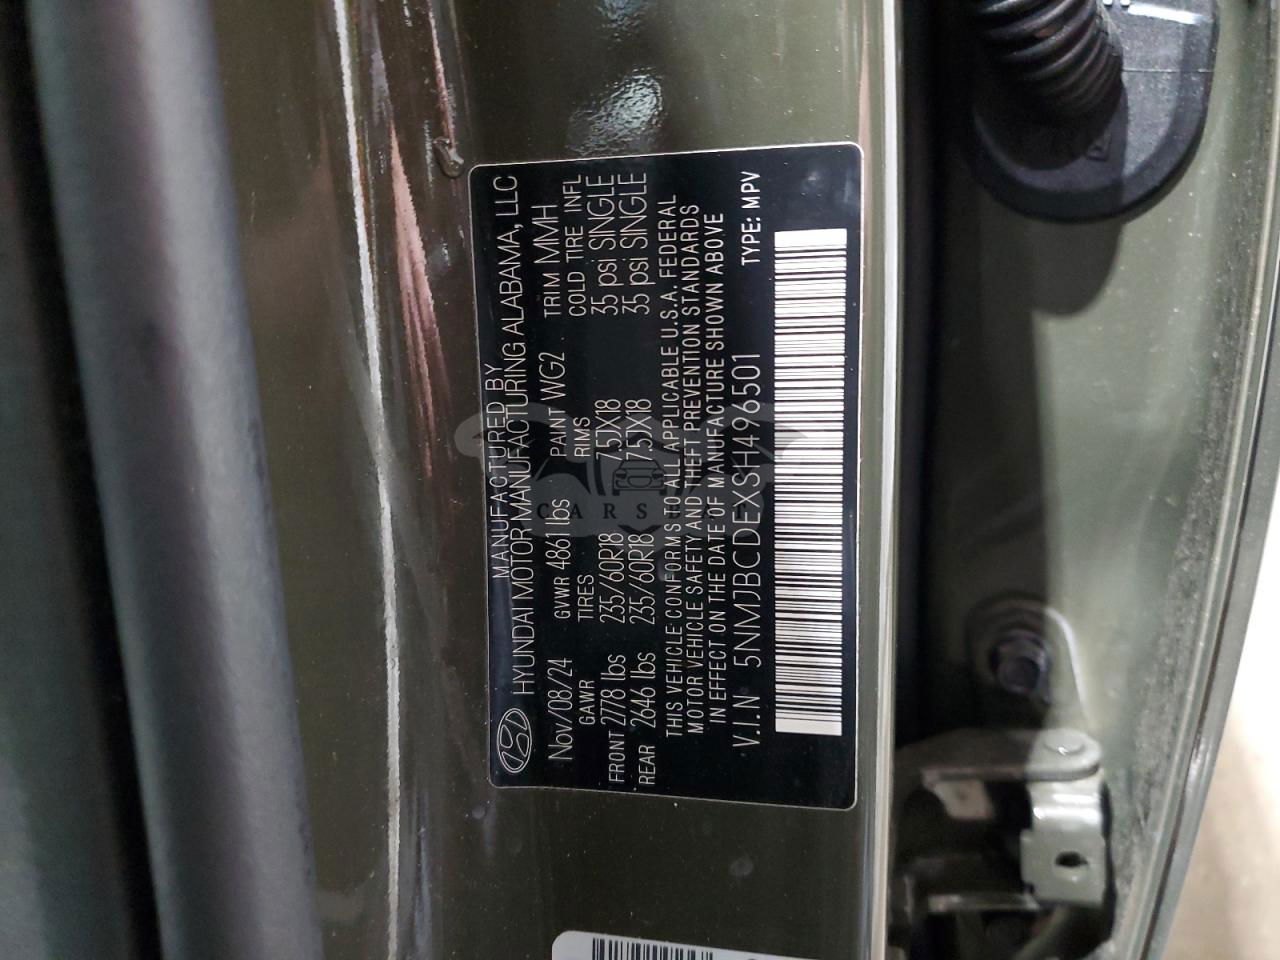 MANUFACTURED BY
HYUNDAI MOTOR MANUFACTURING ALABAMA, LLC
Nov/08/24 GVWR 4861 lbs PAINT WG2 TRIM MMH
GAWR TIRES RIMS COLD TIRE INFL
FRONT 2778 lbs 235/60R18 7.5JX18 35 psi SINGLE
REAR 2646 lbs 235/60R18 7.5JX18 35 psi SINGLE
THIS VEHICLE CONFORMS TO ALL APPLICABLE U.S.A. FEDERAL
MOTOR VEHICLE SAFETY AND THEFT PREVENTION STANDARDS
IN EFFECT ON THE DATE OF MANUFACTURE SHOWN ABOVE
V.I.N 5NMJBCDEXSH496501 TYPE: MPV
CARSBAT